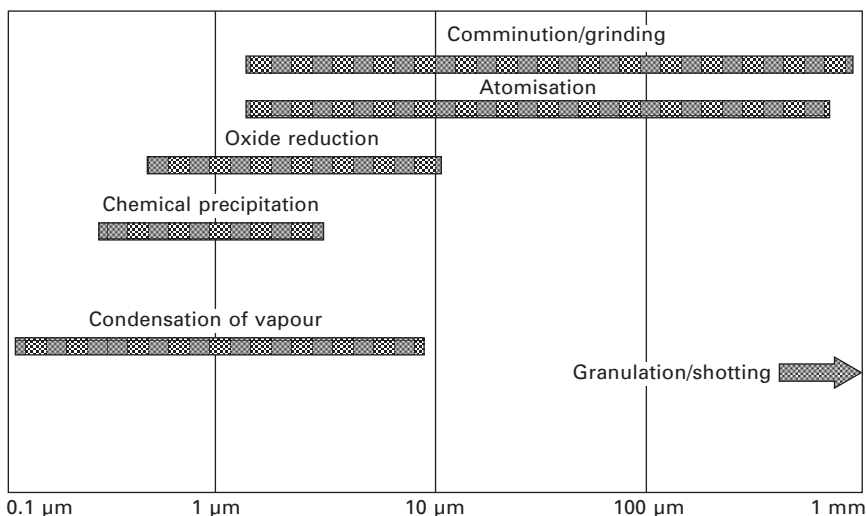 Comminution/grinding
Atomisation
Oxide reduction
Chemical precipitation
Condensation of vapour
Granulation/shotting
0.1 μm 1 μm 10 μm 100 μm 1 mm